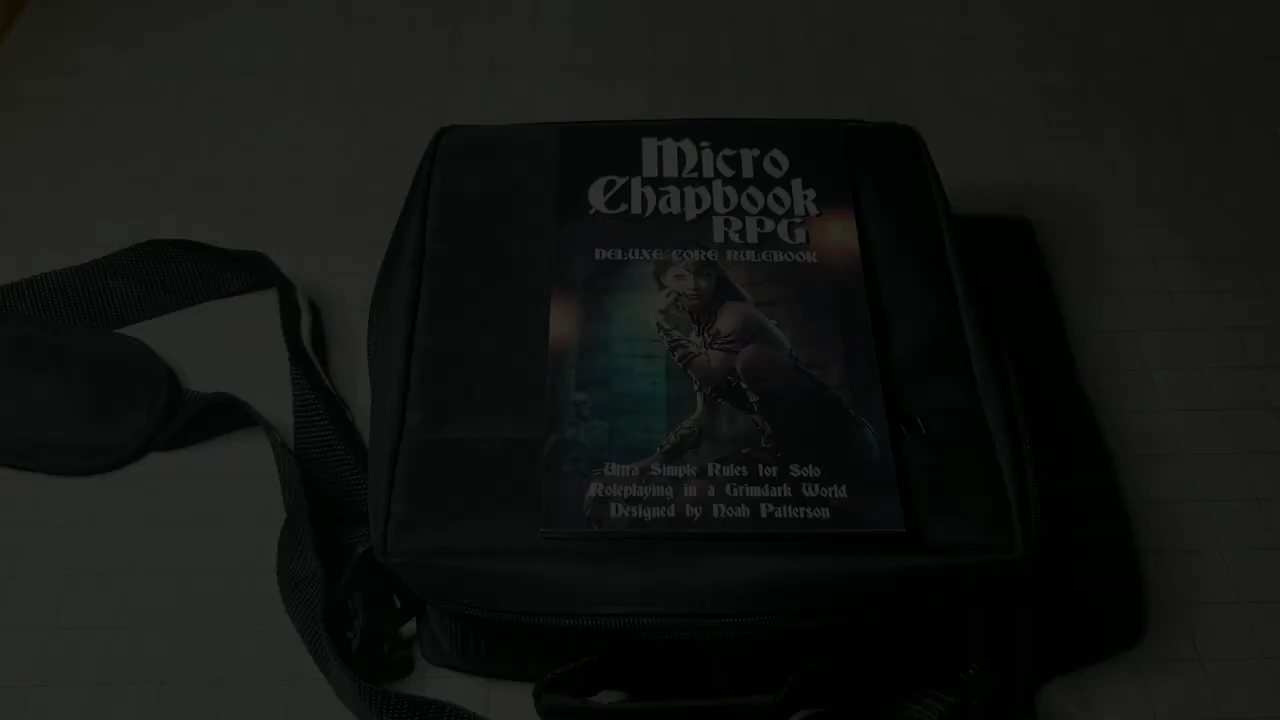 Micro
Chapbook
RPG
DELUXE CORE RULEBOOK
Ultra Simple Rules for Solo
Roleplaying in a Grimdark World
Designed by Noah Patterson